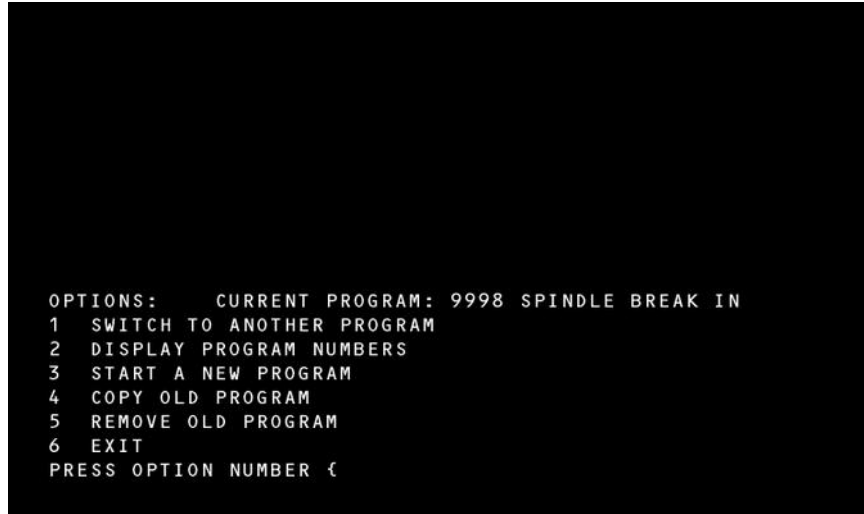 OPTIONS: CURRENT PROGRAM: 9998 SPINDLE BREAK IN
1 SWITCH TO ANOTHER PROGRAM
2 DISPLAY PROGRAM NUMBERS
3 START A NEW PROGRAM
4 COPY OLD PROGRAM
5 REMOVE OLD PROGRAM
6 EXIT
PRESS OPTION NUMBER {